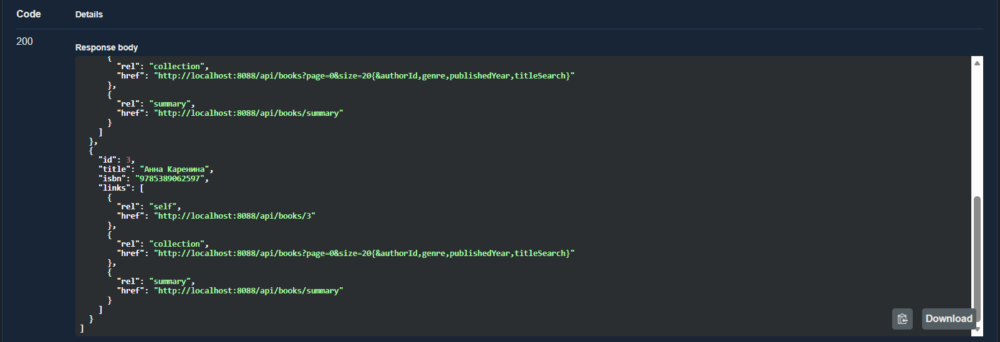 Code Details
200
Response body
{
"rel": "collection",
"href": "http://localhost:8088/api/books?page=0&size=20{&authorId,genre,publishedYear,titleSearch}"
},
{
"rel": "summary",
"href": "http://localhost:8088/api/books/summary"
}
]
},
{
"id": 3,
"title": "Анна Каренина",
"isbn": "9785389062597",
"links": [
{
"rel": "self",
"href": "http://localhost:8088/api/books/3"
},
{
"rel": "collection",
"href": "http://localhost:8088/api/books?page=0&size=20{&authorId,genre,publishedYear,titleSearch}"
},
{
"rel": "summary",
"href": "http://localhost:8088/api/books/summary"
}
]
}
]
Download